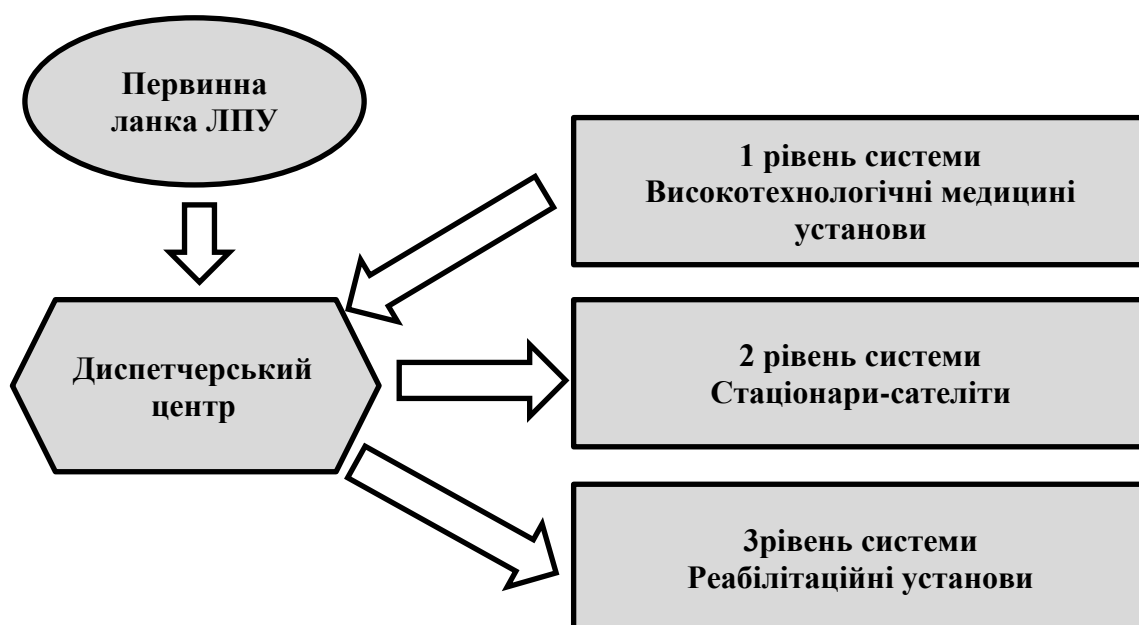 Первинна
ланка ЛПУ
1 рівень системи
Високотехнологічні медицині
установи
Диспетчерський
центр
2 рівень системи
Стаціонари-сателіти
3рівень системи
Реабілітаційні установи